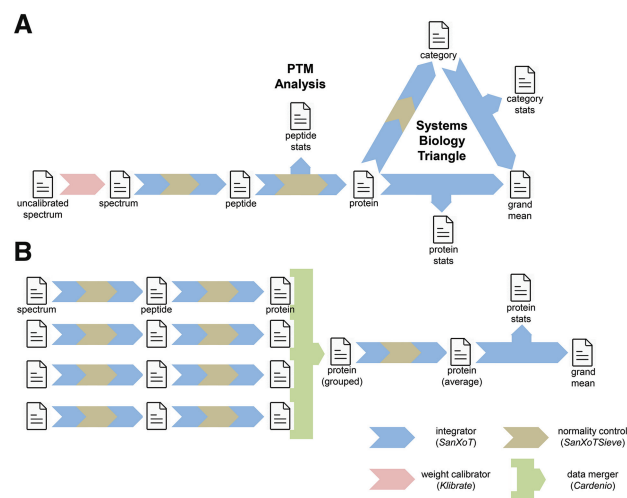 A
category
PTM
Analysis
category
stats
peptide
stats
Systems
Biology
Triangle
uncalibrated
spectrum
spectrum
peptide
protein
grand
mean
protein
stats
B
spectrum
peptide
protein
protein
stats
protein
(grouped)
protein
(average)
grand
mean
integrator
(SanXoT)
normality control
(SanXoTSieve)
weight calibrator
(Klibrate)
data merger
(Cardenio)